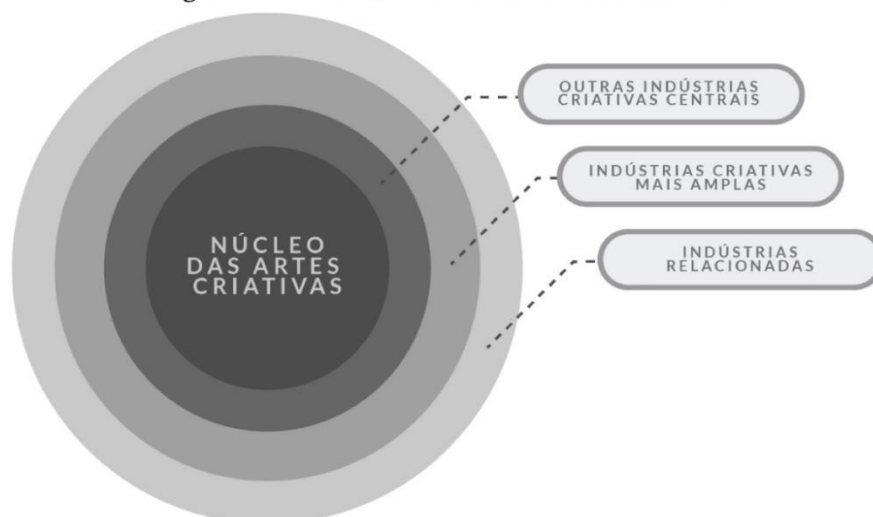 OUTRAS INDÚSTRIAS
CRIATIVAS CENTRAIS
INDÚSTRIAS CRIATIVAS
MAIS AMPLAS
INDÚSTRIAS
RELACIONADAS
NÚCLEO
DAS ARTES
CRIATIVAS